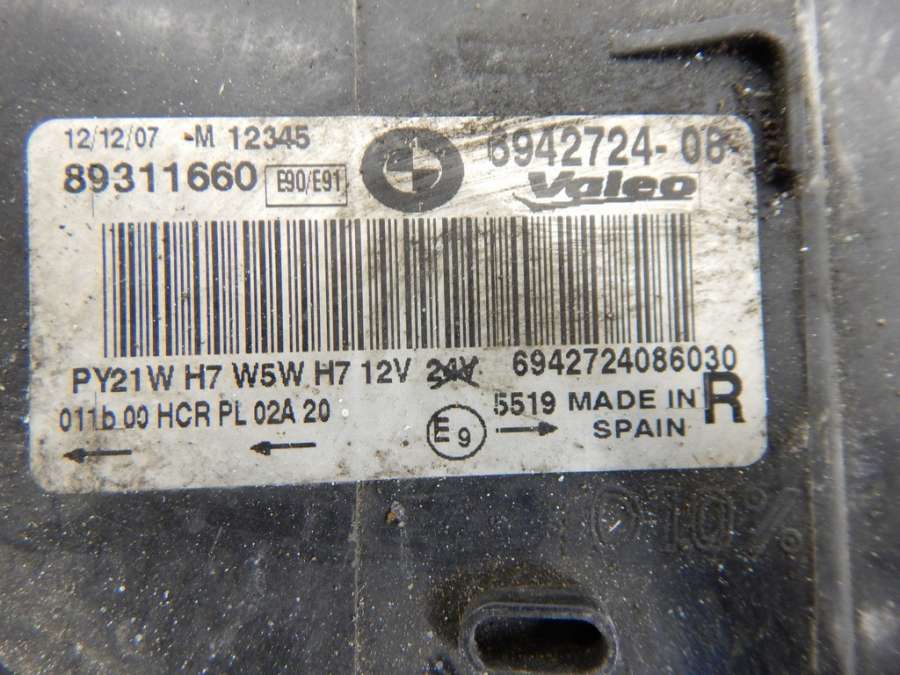 12/12/07 -M 12345
89311660 E90/E91
6942724-08-
Valeo
PY21W H7 W5W H7 12V 24V 6942724086030
011b 00 HCR PL 02A 20 E9 5519 MADE IN SPAIN R
010%